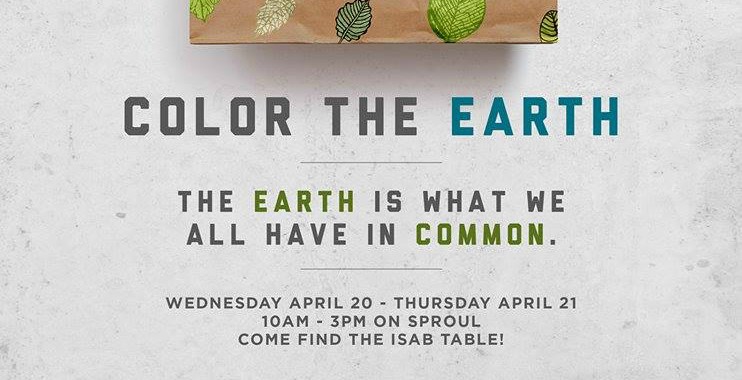 COLOR THE EARTH
THE EARTH IS WHAT WE
ALL HAVE IN COMMON.
WEDNESDAY APRIL 20 - THURSDAY APRIL 21
10AM - 3PM ON SPROUL
COME FIND THE ISAB TABLE!